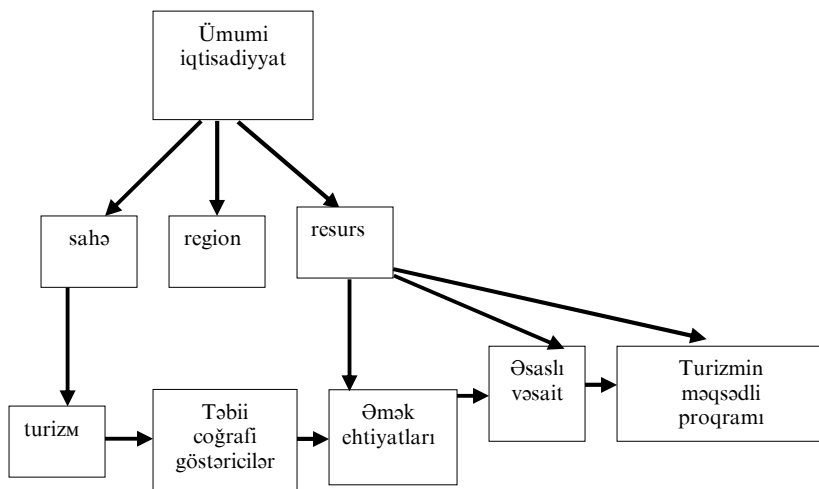 Ümumi
iqtisadiyyat
sahə
region
resurs
turizм
Təbii
coğrafi
göstəricilər
Əmək
ehtiyatları
Əsaslı
vəsait
Turizmin
məqsədli
proqramı